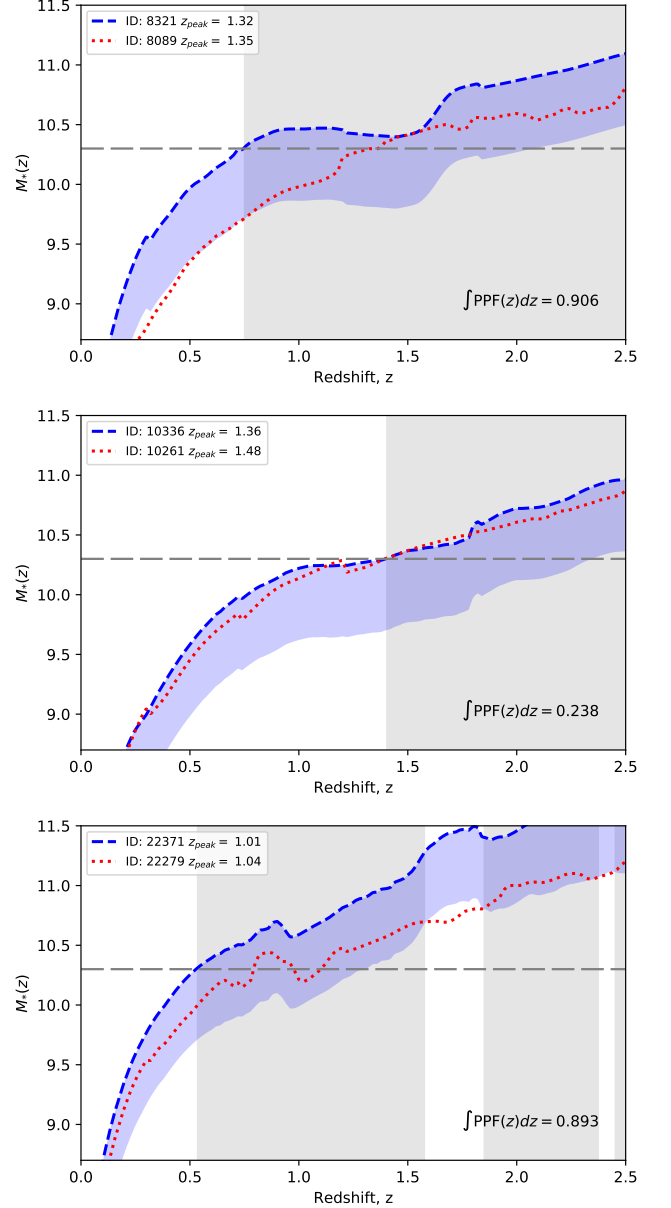 11.5
11.0
10.5
10.0
9.5
9.0
M*(z)
ID: 8321 z_peak = 1.32
ID: 8089 z_peak = 1.35
∫PPF(z)dz = 0.906
0.0 0.5 1.0 1.5 2.0 2.5
Redshift, z
11.5
11.0
10.5
10.0
9.5
9.0
M*(z)
ID: 10336 z_peak = 1.36
ID: 10261 z_peak = 1.48
∫PPF(z)dz = 0.238
0.0 0.5 1.0 1.5 2.0 2.5
Redshift, z
11.5
11.0
10.5
10.0
9.5
9.0
M*(z)
ID: 22371 z_peak = 1.01
ID: 22279 z_peak = 1.04
∫PPF(z)dz = 0.893
0.0 0.5 1.0 1.5 2.0 2.5
Redshift, z